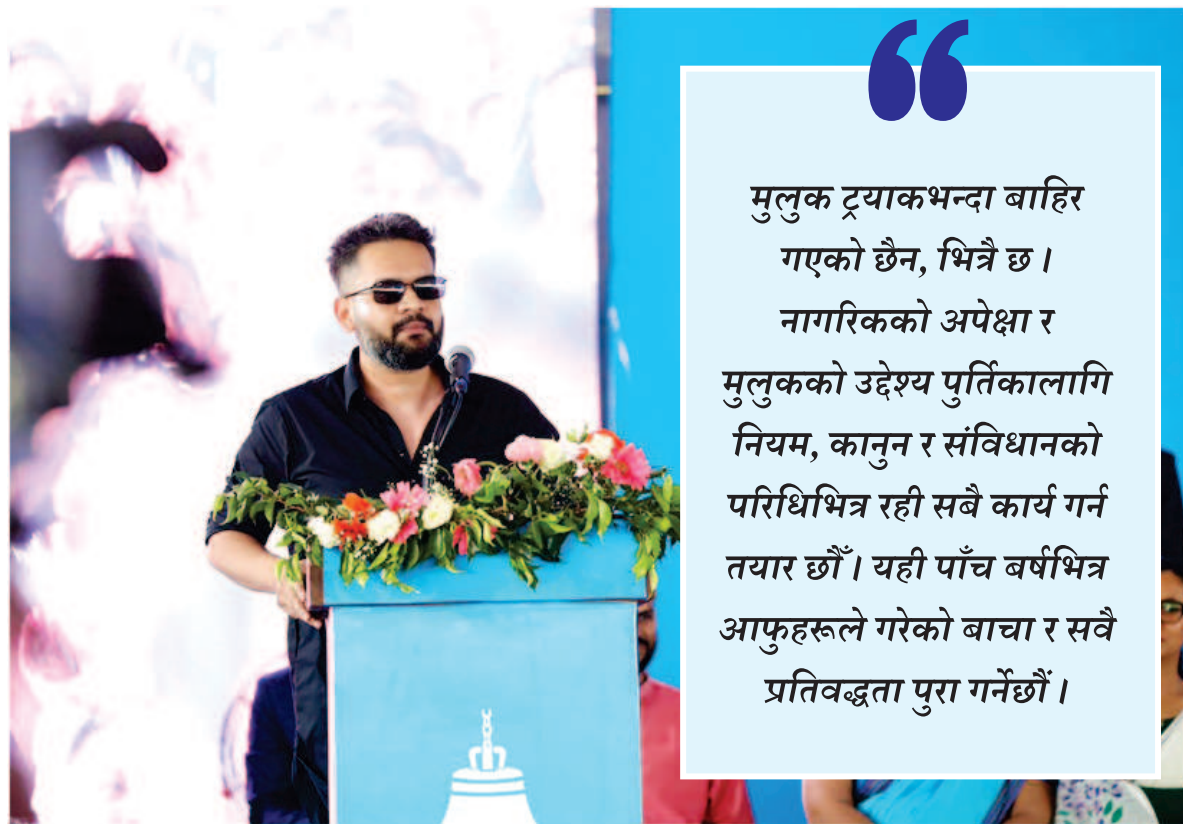 मुलुक ट्रयाकभन्दा बाहिर
गएको छैन, भित्रै छ ।
नागरिकको अपेक्षा र
मुलुकको उद्देश्य पुर्तिकालागि
नियम, कानुन र संविधानको
परिधिभित्र रही सबै कार्य गर्न
तयार छौँ । यही पाँच बर्षभित्र
आफुहरूले गरेको बाचा र सवै
प्रतिवद्धता पुरा गर्नेछौं ।